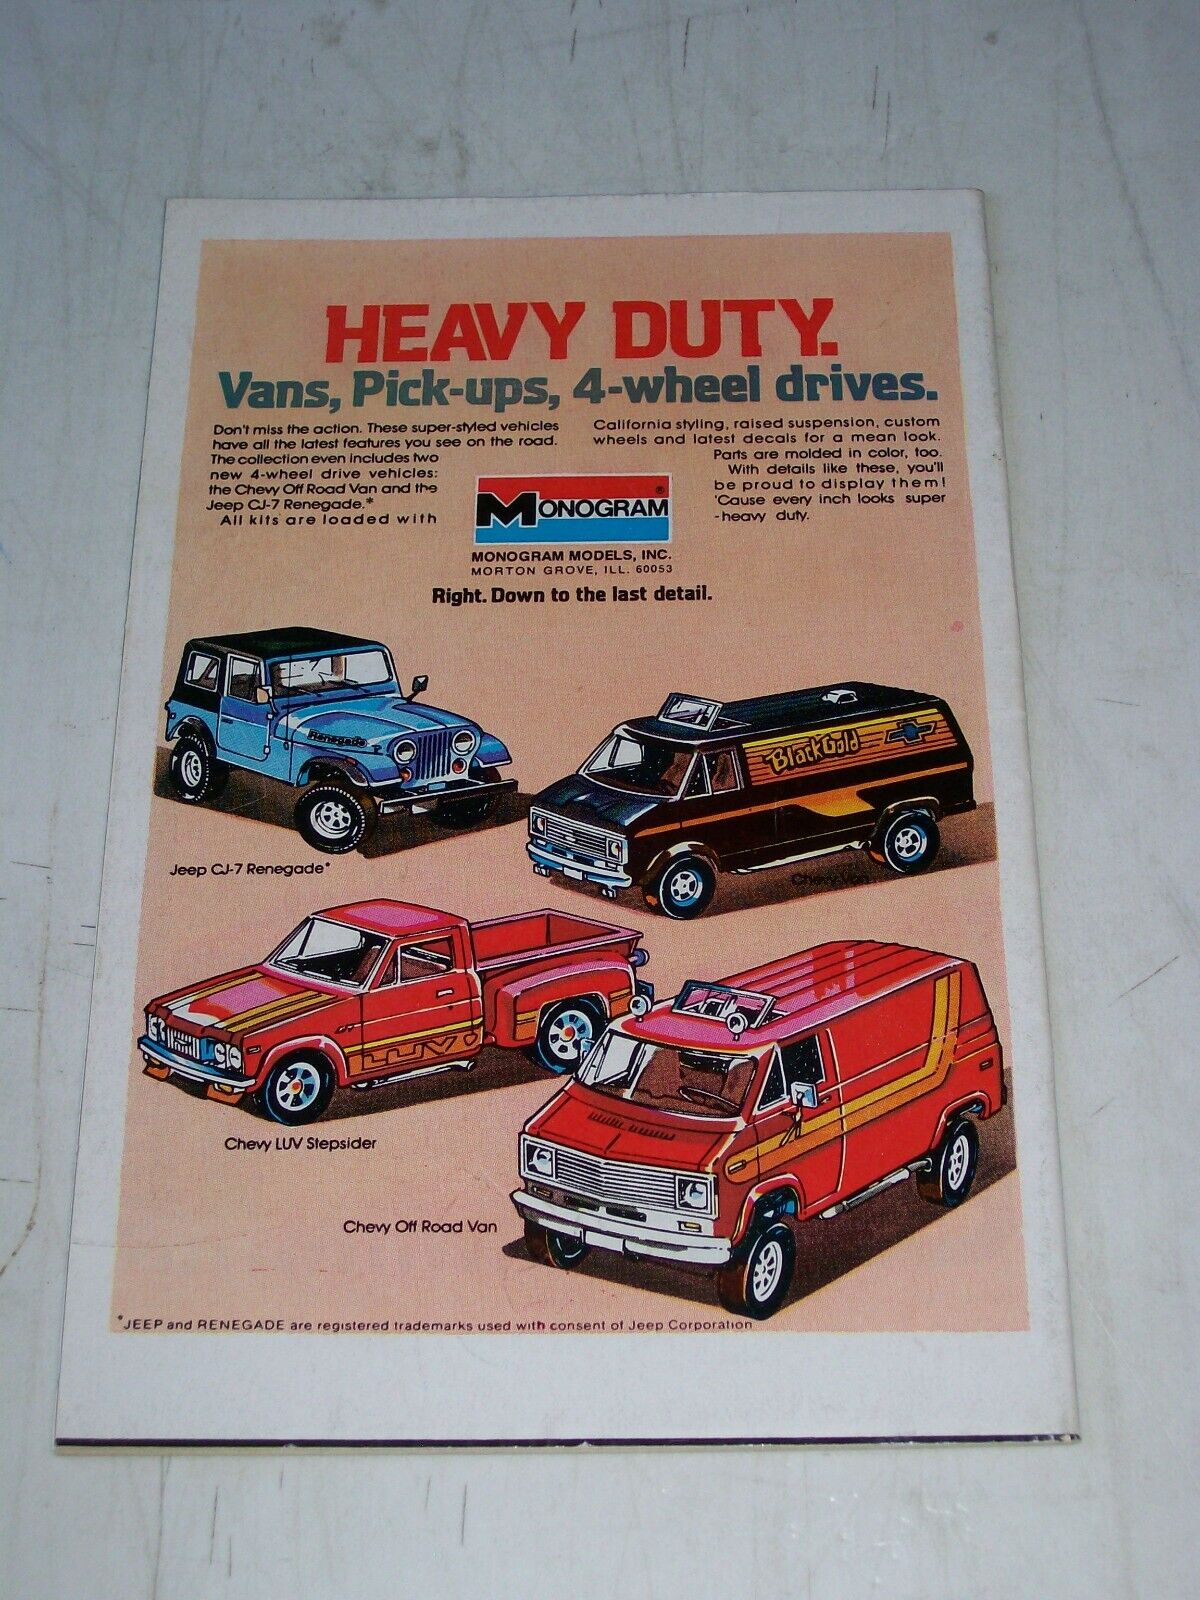 HEAVY DUTY.
Vans, Pick-ups, 4-wheel drives.
Don't miss the action. These super-styled vehicles
have all the latest features you see on the road.
The collection even includes two
new 4-wheel drive vehicles:
the Chevy Off Road Van and the
Jeep CJ-7 Renegade.*
All kits are loaded with
California styling, raised suspension, custom
wheels and latest decals for a mean look.
Parts are molded in color, too.
With details like these, you'll
be proud to display them!
'Cause every inch looks super
-heavy duty.
MONOGRAM®
MONOGRAM MODELS, INC.
MORTON GROVE, ILL. 60053
Right. Down to the last detail.
Renegade
Jeep CJ-7 Renegade*
Black Gold
Chevy Van
LUV
Chevy LUV Stepsider
Chevy Off Road Van
*JEEP and RENEGADE are registered trademarks used with consent of Jeep Corporation